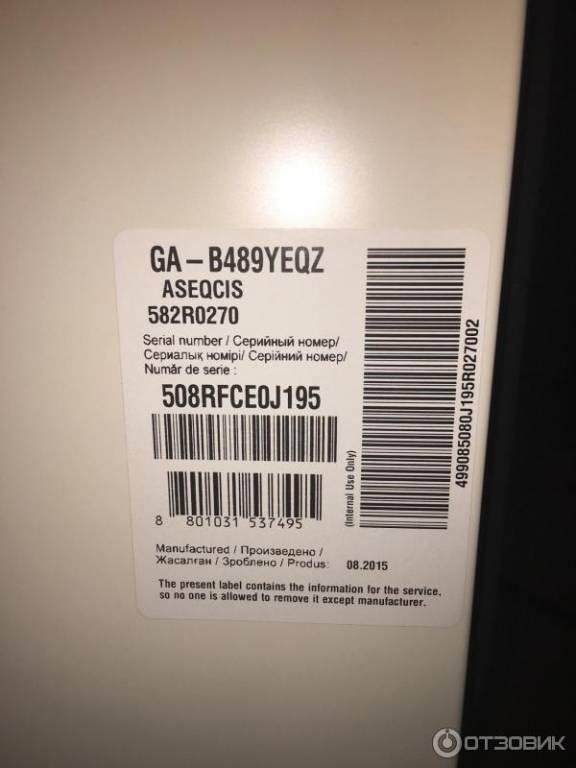 GA-B489YEQZ
ASEQCIS
582R0270
Serial number / Серийный номер/
Сериалық номірі/ Серійний номер/
Număr de serie :
508RFCE0J195
8 801031 537495
(Internal Use Only)
499085080J195R027002
Manufactured / Произведено /
Жасалған / Зроблено / Produs: 08.2015
The present label contains the information for the service,
so no one is allowed to remove it except manufacturer.
ОТЗОВИК